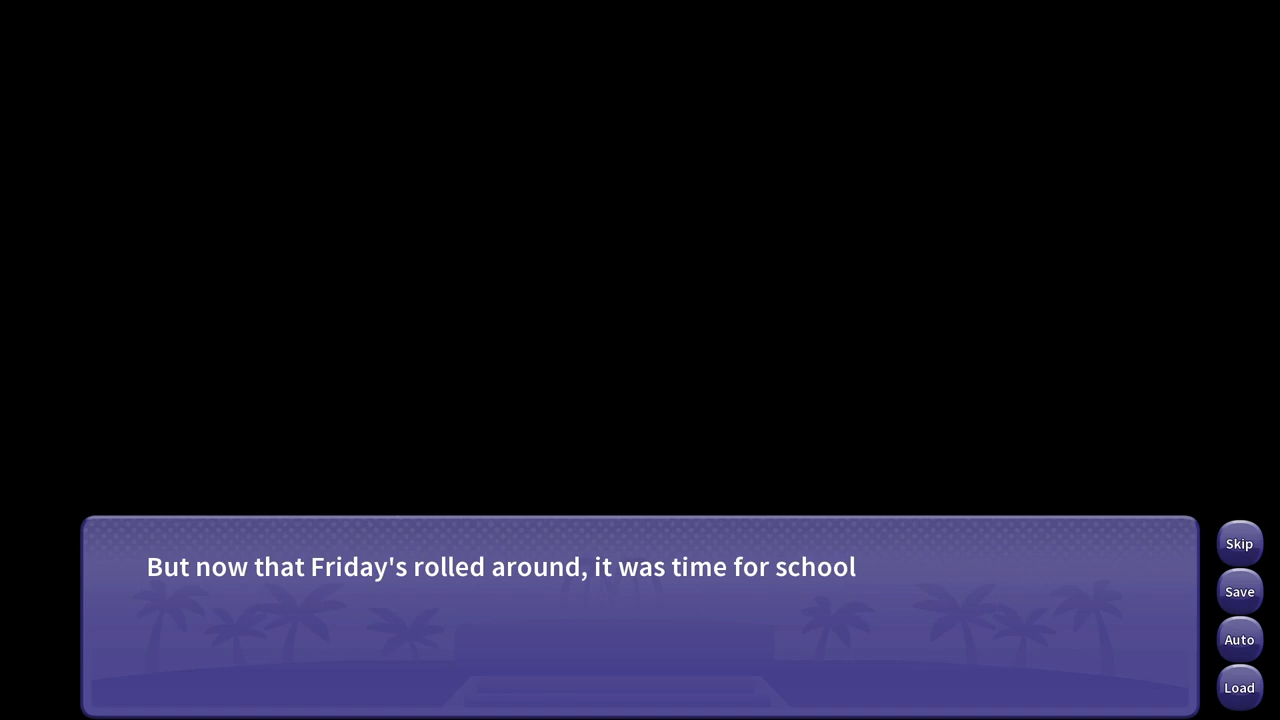 But now that Friday's rolled around, it was time for school
Skip
Save
Auto
Load